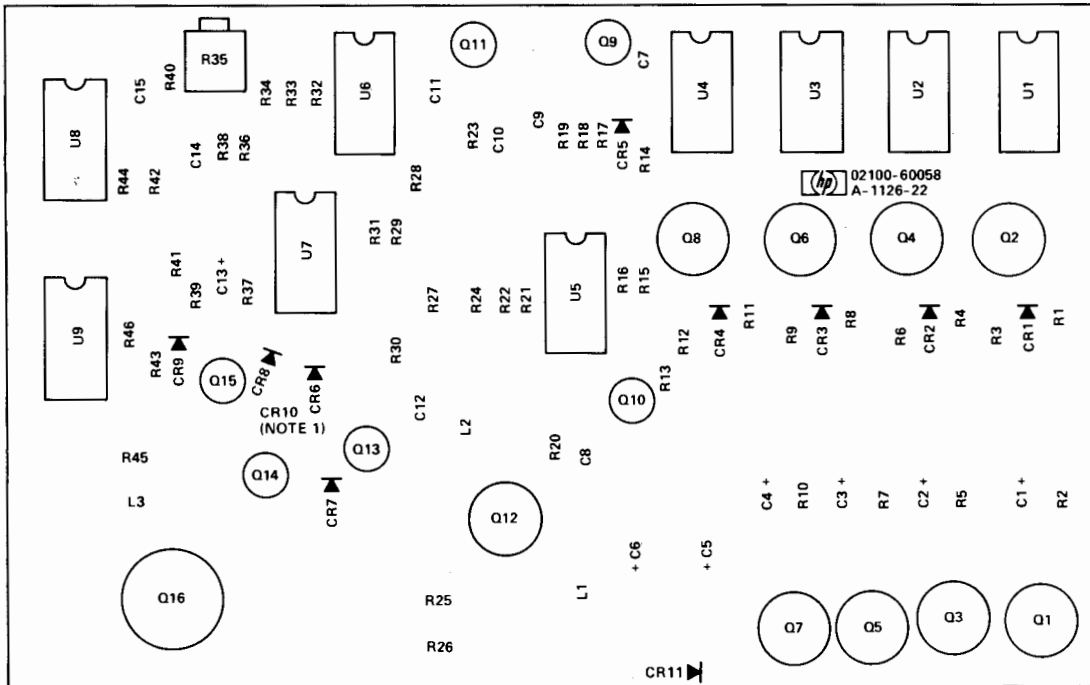 Q11
Q9
R35
R40
C15
R34
R33
R32
U6
C11
C7
U4
U3
U2
U1
U8
R23
C10
C9
R19
R18
R17
CR5
R14
R44
R42
C14
R38
R36
R28
hp 02100-60058
A-1126-22
U7
R31
R29
Q8
Q6
Q4
Q2
R41
R39
C13 +
R37
R27
R24
R22
R21
U5
R16
R15
U9
R46
R43
CR9
Q15
CR8
CR6
R30
R12
CR4
R11
R9
CR3
R8
R6
CR2
R4
R3
CR1
R1
R13
Q10
CR10
(NOTE 1)
C12
L2
R20
C8
R45
Q14
Q13
L3
CR7
Q12
C4 +
R10
C3 +
R7
C2 +
R5
C1 +
R2
+ C6
+ C5
Q16
R25
L1
R26
Q7
Q5
Q3
Q1
CR11